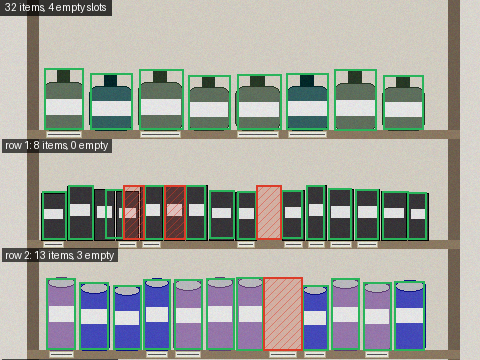 32 items, 4 empty slots
row 1: 8 items, 0 empty
row 2: 13 items, 3 empty